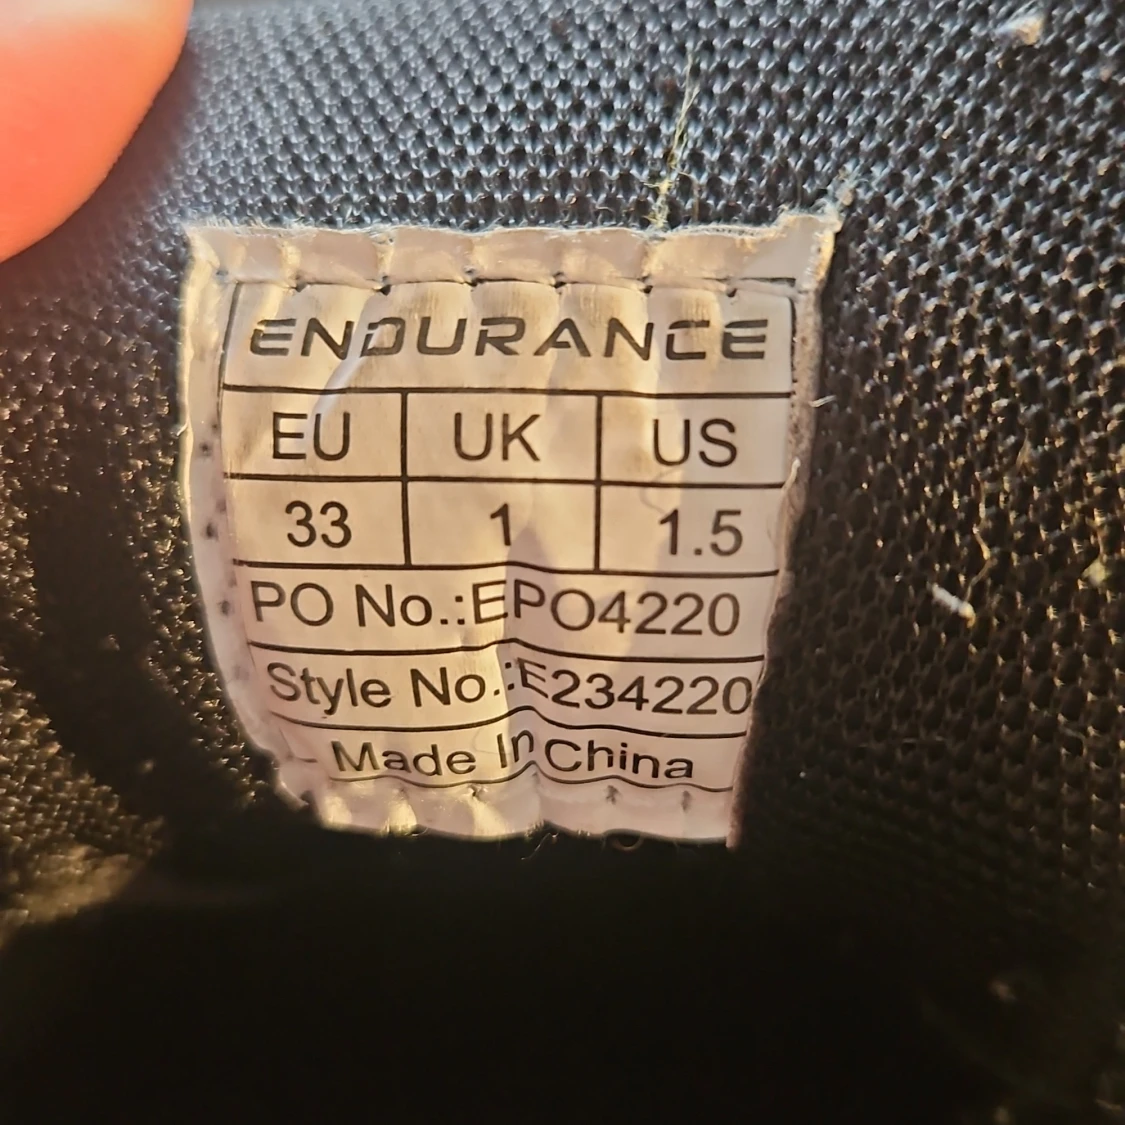 ENDURANCE
EU UK US
33 1 1.5
PO No.:EPO4220
Style No.:E234220
Made In China